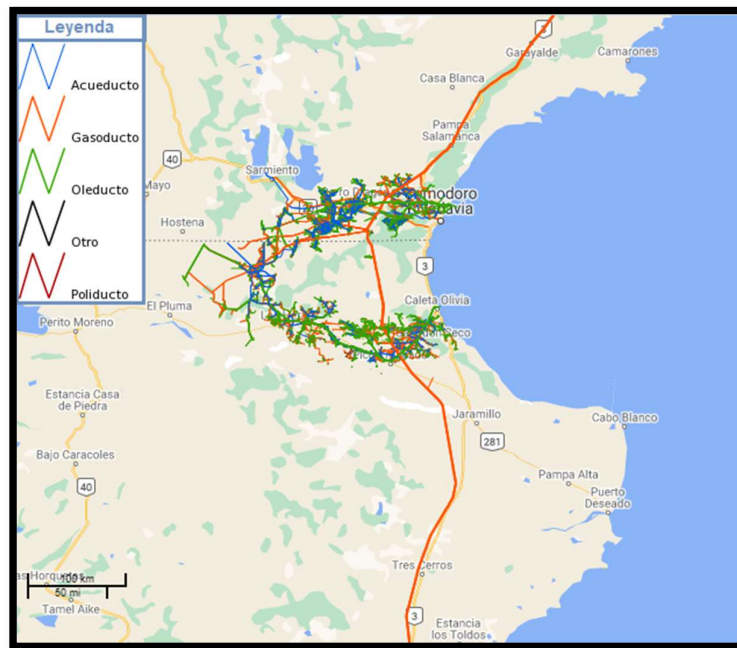 Leyenda
Acueducto
Gasoducto
Oleducto
Otro
Poliducto
3
Garayalde
Camarones
Casa Blanca
Pampa
Salamanca
40
Sarmiento
Mayo
Hostena
3
Caleta Olivia
El Pluma
Perito Moreno
Estancia Casa
de Piedra
Jaramillo
Cabo Blanco
281
Bajo Caracoles
Pampa Alta
40
Puerto
Deseado
Tres Cerros
100 km
50 mi
Tamel Aike
3
Estancia
los Toldos